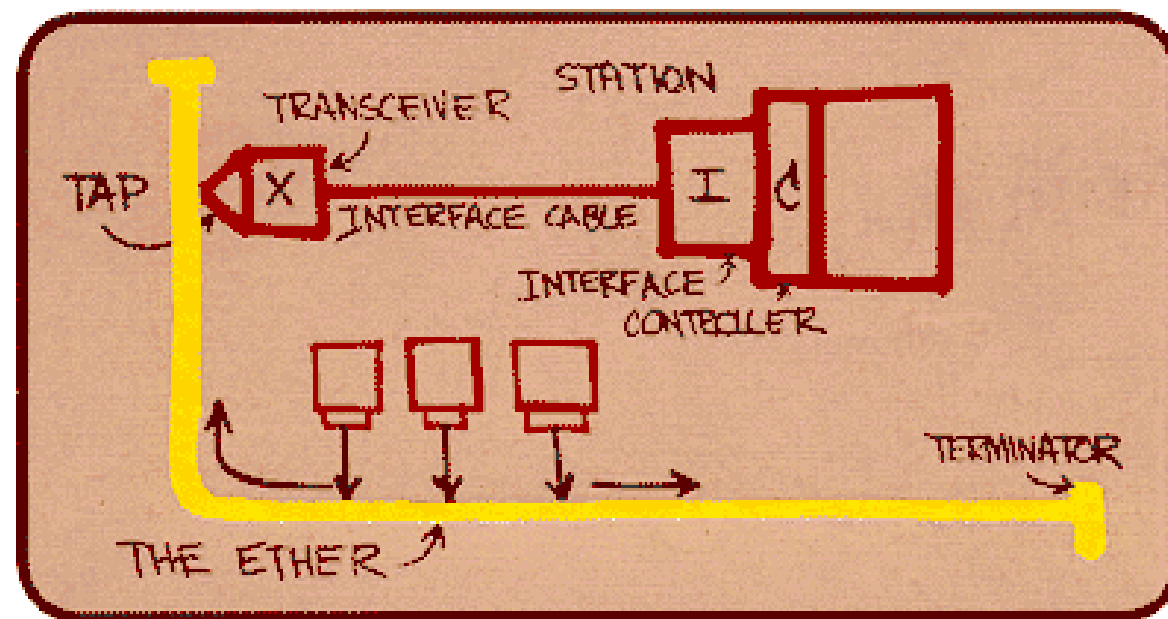 STATION
TRANSCEIVER
TAP
X
I
C
INTERFACE CABLE
INTERFACE
CONTROLLER
TERMINATOR
THE ETHER